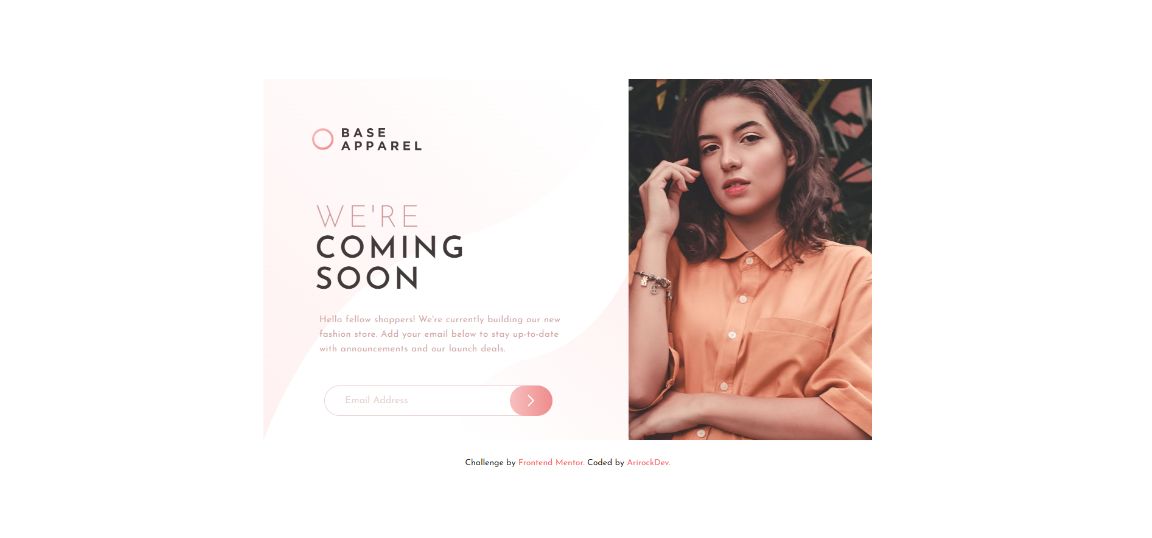 BASE
APPAREL
WE'RE
COMING
SOON
Hello fellow shoppers! We're currently building our new
fashion store. Add your email below to stay up-to-date
with announcements and our launch deals.
Email Address
Challenge by Frontend Mentor. Coded by ArirockDev.